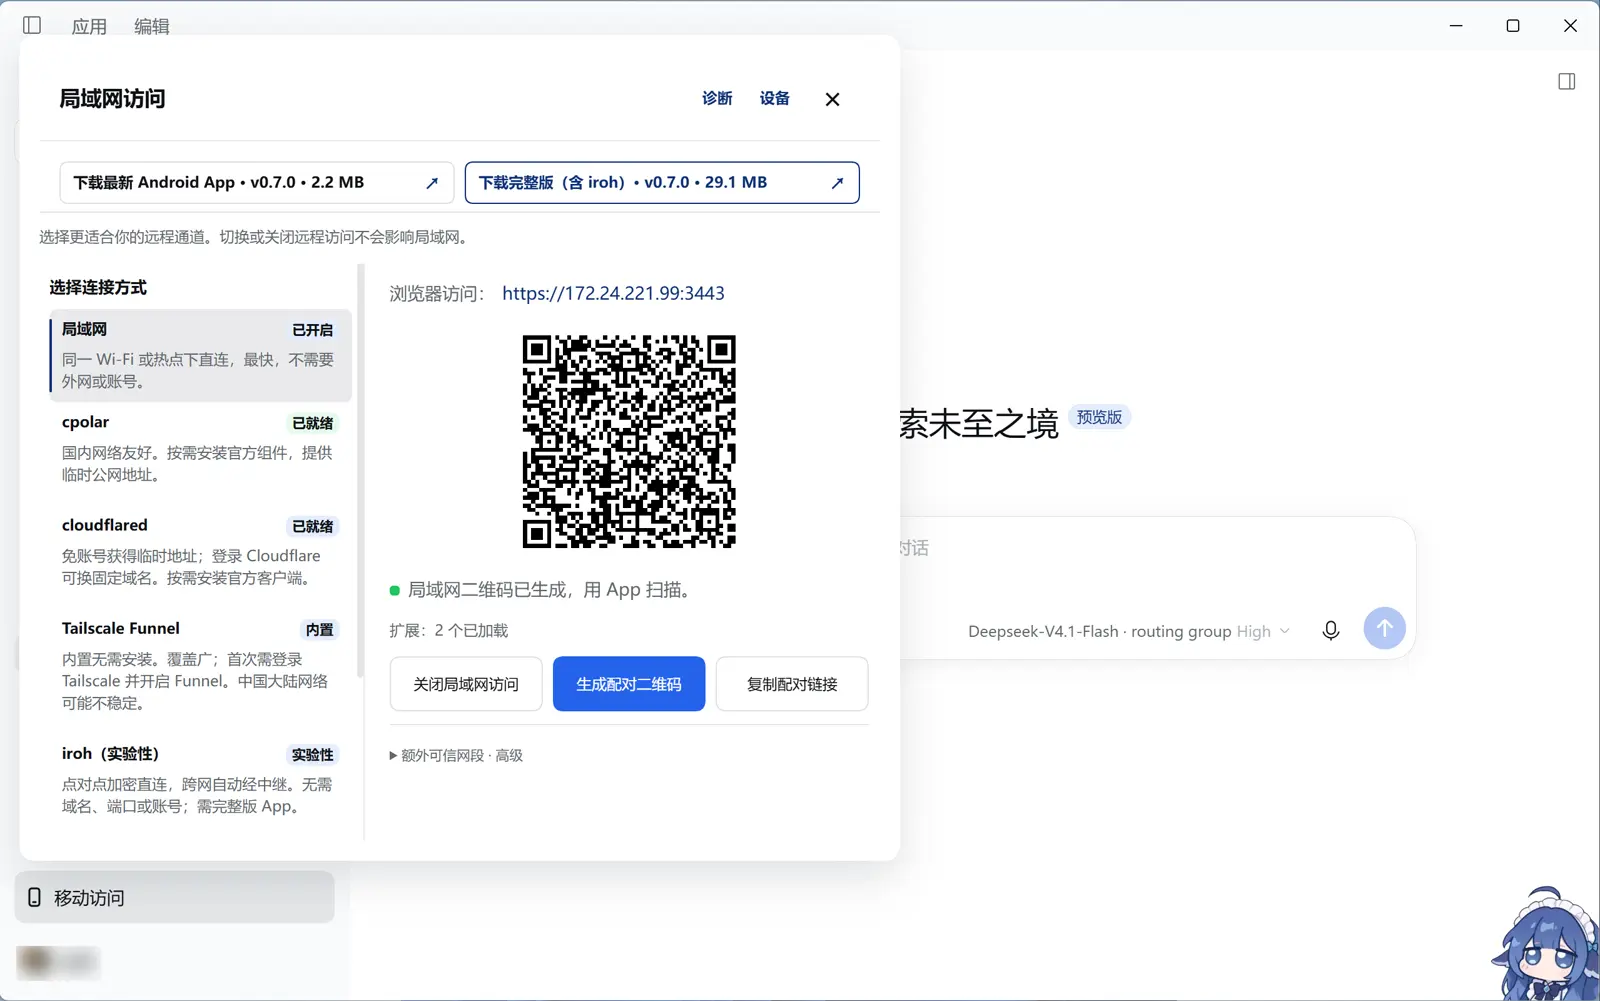 应用
编辑
局域网访问
诊断
设备
下载最新 Android App • v0.7.0 • 2.2 MB
下载完整版（含 iroh）• v0.7.0 • 29.1 MB
选择更适合你的远程通道。切换或关闭远程访问不会影响局域网。
选择连接方式
局域网
已开启
同一 Wi-Fi 或热点下直连，最快，不需要
外网或账号。
cpolar
已就绪
国内网络友好。按需安装官方组件，提供
临时公网地址。
cloudflared
已就绪
免账号获得临时地址；登录 Cloudflare
可换固定域名。按需安装官方客户端。
Tailscale Funnel
内置
内置无需安装。覆盖广；首次需登录
Tailscale 并开启 Funnel。中国大陆网络
可能不稳定。
iroh（实验性）
实验性
点对点加密直连，跨网自动经中继。无需
域名、端口或账号；需完整版 App。
浏览器访问： https://172.24.221.99:3443
局域网二维码已生成，用 App 扫描。
扩展：2 个已加载
关闭局域网访问
生成配对二维码
复制配对链接
额外可信网段 · 高级
索未至之境
预览版
对话
Deepseek-V4.1-Flash · routing group High
移动访问